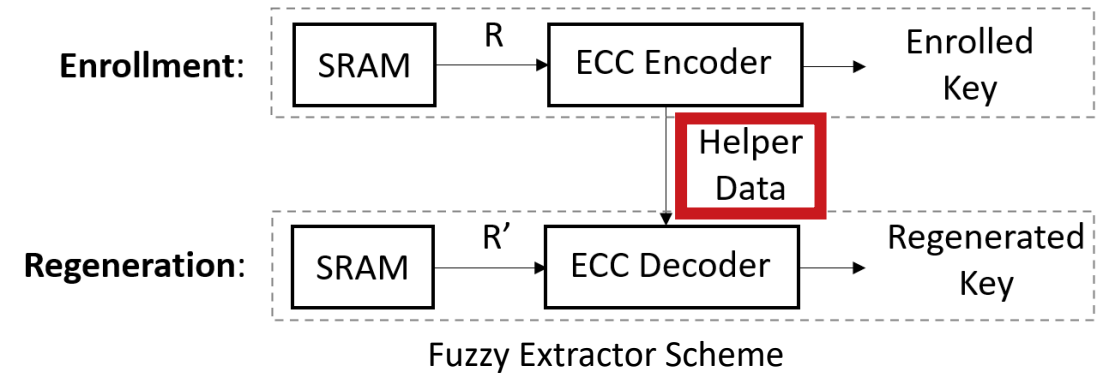 Enrollment:
SRAM
R
ECC Encoder
Enrolled
Key
Helper
Data
Regeneration:
SRAM
R’
ECC Decoder
Regenerated
Key
Fuzzy Extractor Scheme